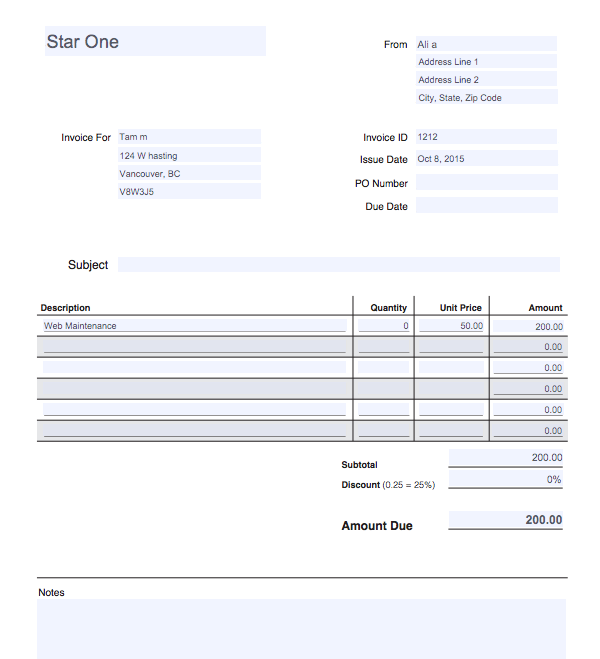 Star One
From Ali a
Address Line 1
Address Line 2
City, State, Zip Code
Invoice For Tam m
124 W hasting
Vancouver, BC
V8W3J5
Invoice ID 1212
Issue Date Oct 8, 2015
PO Number
Due Date
Subject
Description Quantity Unit Price Amount
Web Maintenance 0 50.00 200.00
0.00
0.00
0.00
0.00
0.00
Subtotal 200.00
Discount (0.25 = 25%) 0%
Amount Due 200.00
Notes